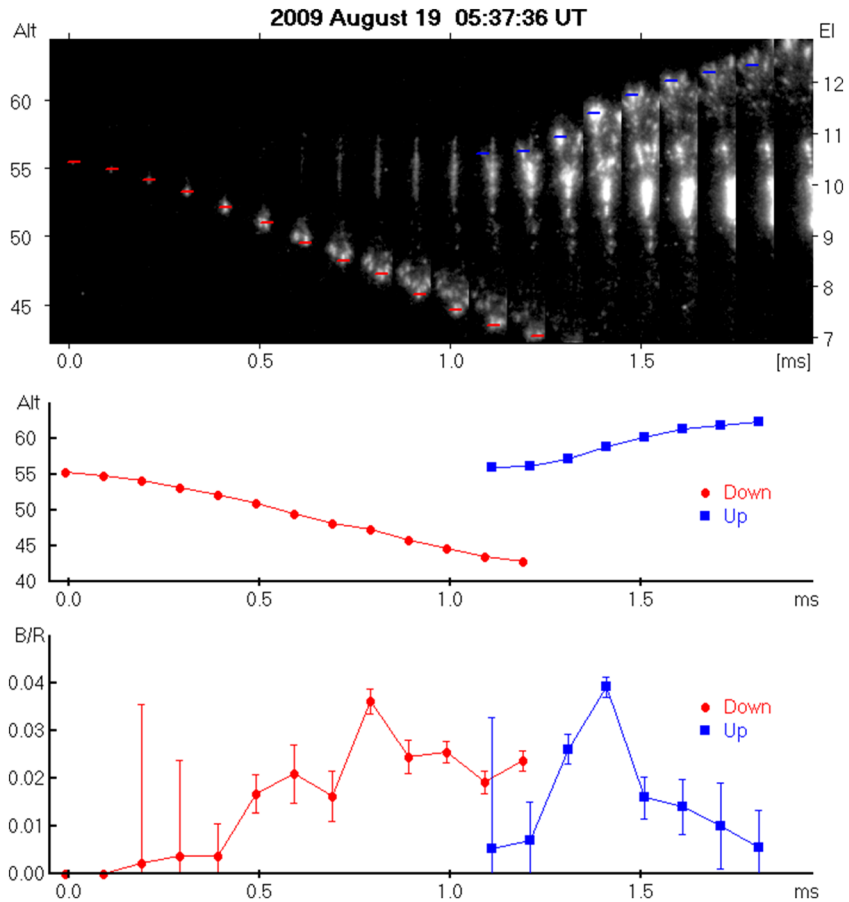 2009 August 19 05:37:36 UT
Alt El
60 12
11
55 10
50 9
8
45 7
0.0 0.5 1.0 1.5 [ms]
Alt
60
55
50 Down
45 Up
40
0.0 0.5 1.0 1.5 ms
B/R
0.04
0.03 Down
Up
0.02
0.01
0.00
0.0 0.5 1.0 1.5 ms